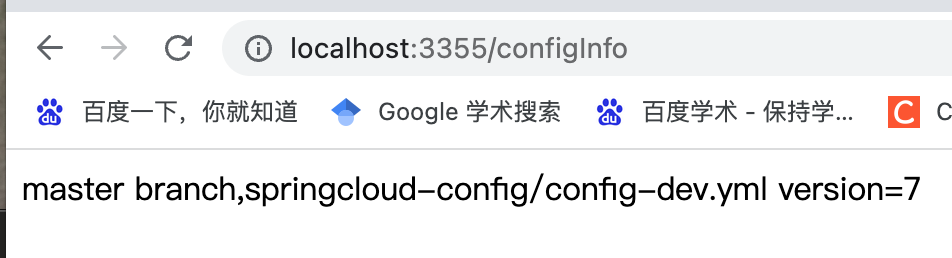 localhost:3355/configInfo
百度一下，你就知道 Google 学术搜索 百度学术 - 保持学... C
master branch,springcloud-config/config-dev.yml version=7